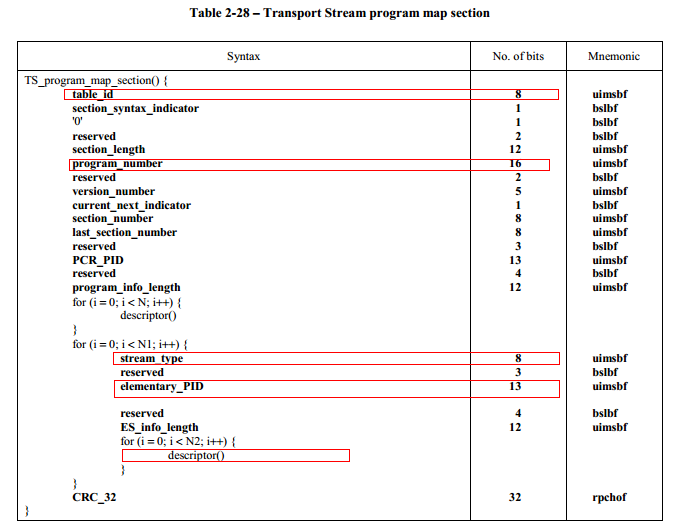 Table 2-28 – Transport Stream program map section
Syntax No. of bits Mnemonic
TS_program_map_section() {
table_id 8 uimsbf
section_syntax_indicator 1 bslbf
'0' 1 bslbf
reserved 2 bslbf
section_length 12 uimsbf
program_number 16 uimsbf
reserved 2 bslbf
version_number 5 uimsbf
current_next_indicator 1 bslbf
section_number 8 uimsbf
last_section_number 8 uimsbf
reserved 3 bslbf
PCR_PID 13 uimsbf
reserved 4 bslbf
program_info_length 12 uimsbf
for (i = 0; i < N; i++) {
descriptor()
}
for (i = 0; i < N1; i++) {
stream_type 8 uimsbf
reserved 3 bslbf
elementary_PID 13 uimsbf
reserved 4 bslbf
ES_info_length 12 uimsbf
for (i = 0; i < N2; i++) {
descriptor()
}
}
CRC_32 32 rpchof
}